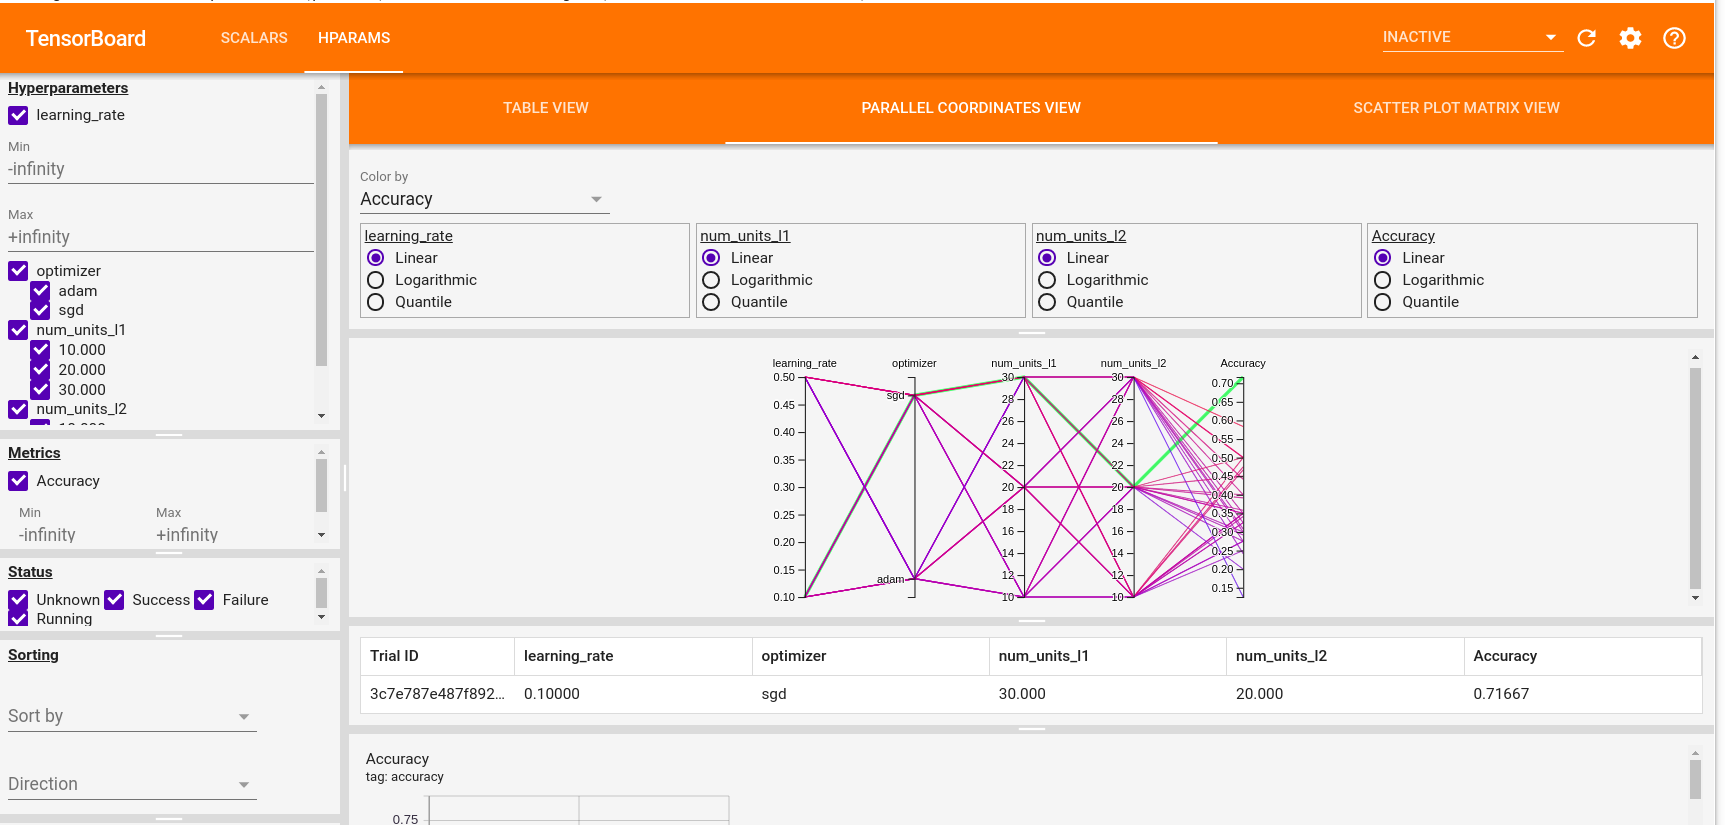 TensorBoard SCALARS HPARAMS INACTIVE
Hyperparameters
learning_rate
Min
-infinity
Max
+infinity
optimizer
adam
sgd
num_units_l1
10.000
20.000
30.000
num_units_l2
Metrics
Accuracy
Min Max
-infinity +infinity
Status
Unknown Success Failure
Running
Sorting
Sort by
Direction
TABLE VIEW PARALLEL COORDINATES VIEW SCATTER PLOT MATRIX VIEW
Color by
Accuracy
learning_rate
Linear
Logarithmic
Quantile
num_units_l1
Linear
Logarithmic
Quantile
num_units_l2
Linear
Logarithmic
Quantile
Accuracy
Linear
Logarithmic
Quantile
learning_rate
0.50
0.45
0.40
0.35
0.30
0.25
0.20
0.15
0.10
optimizer
sgd
adam
num_units_l1
30
28
26
24
22
20
18
16
14
12
10
num_units_l2
30
28
26
24
22
20
18
16
14
12
10
Accuracy
0.70
0.65
0.60
0.55
0.50
0.45
0.40
0.35
0.30
0.25
0.20
0.15
Trial ID learning_rate optimizer num_units_l1 num_units_l2 Accuracy
3c7e787e487f892... 0.10000 sgd 30.000 20.000 0.71667
Accuracy
tag: accuracy
0.75